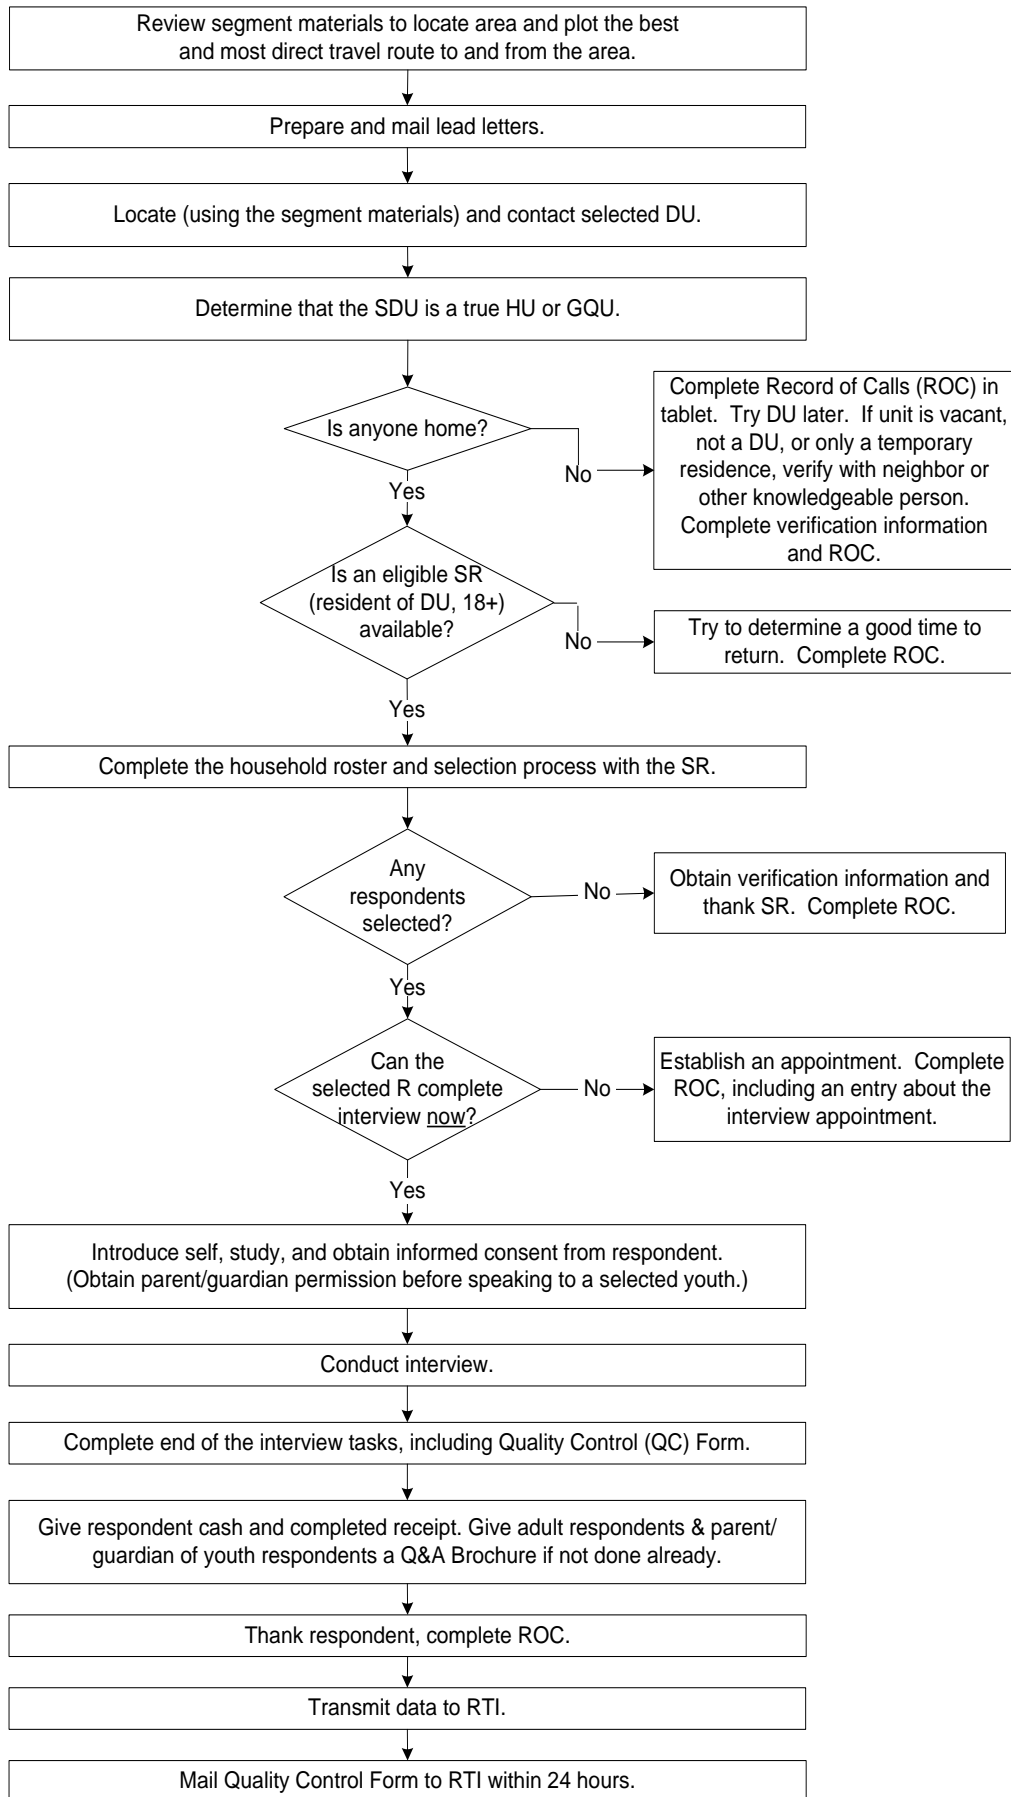 Review segment materials to locate area and plot the best
and most direct travel route to and from the area.
Prepare and mail lead letters.
Locate (using the segment materials) and contact selected DU.
Determine that the SDU is a true HU or GQU.
Is anyone home?
No
Complete Record of Calls (ROC) in
tablet. Try DU later. If unit is vacant,
not a DU, or only a temporary
residence, verify with neighbor or
other knowledgeable person.
Complete verification information
and ROC.
Yes
Is an eligible SR
(resident of DU, 18+)
available?
No
Try to determine a good time to
return. Complete ROC.
Yes
Complete the household roster and selection process with the SR.
Any
respondents
selected?
No
Obtain verification information and
thank SR. Complete ROC.
Yes
Can the
selected R complete
interview now?
No
Establish an appointment. Complete
ROC, including an entry about the
interview appointment.
Yes
Introduce self, study, and obtain informed consent from respondent.
(Obtain parent/guardian permission before speaking to a selected youth.)
Conduct interview.
Complete end of the interview tasks, including Quality Control (QC) Form.
Give respondent cash and completed receipt. Give adult respondents & parent/
guardian of youth respondents a Q&A Brochure if not done already.
Thank respondent, complete ROC.
Transmit data to RTI.
Mail Quality Control Form to RTI within 24 hours.